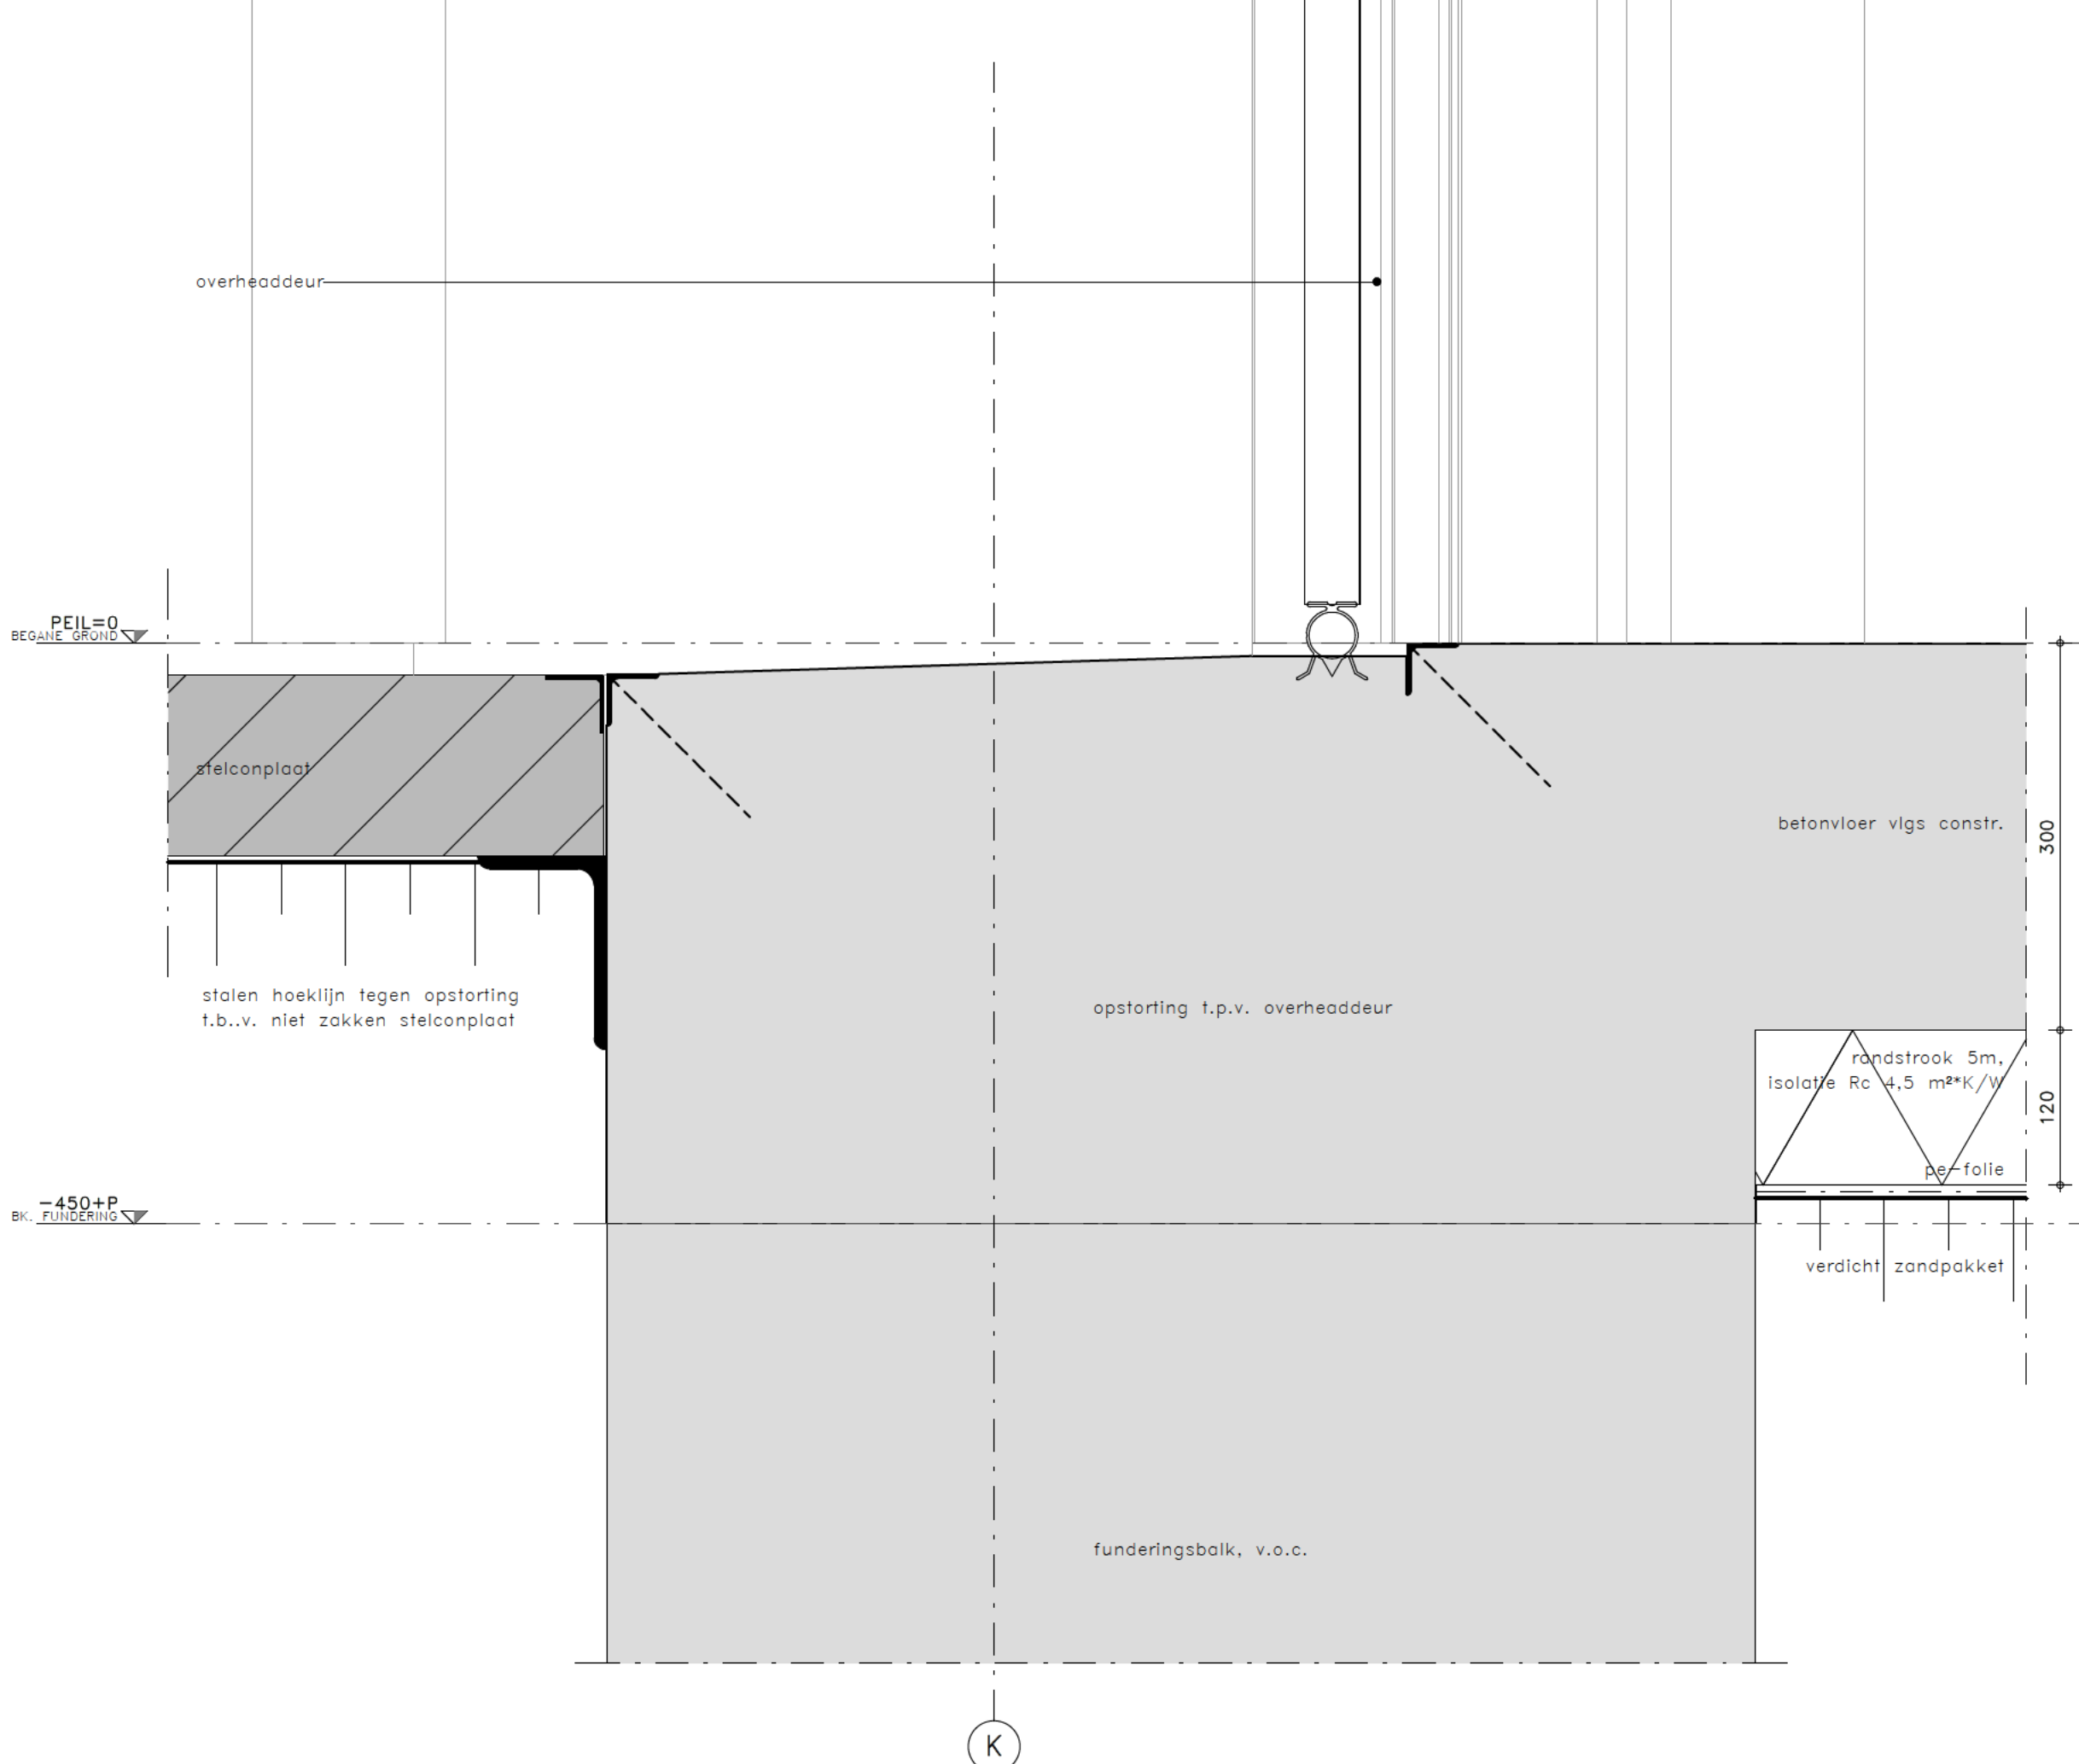 overheaddeur
PEIL=0
BEGANE GROND
stelconplaat
betonvloer vlgs constr.
300
stalen hoeklijn tegen opstorting
t.b..v. niet zakken stelconplaat
opstorting t.p.v. overheaddeur
randstrook 5m,
isolatie Rc 4,5 m²*K/W
120
pe-folie
-450+P
BK. FUNDERING
verdicht zandpakket
funderingsbalk, v.o.c.
K